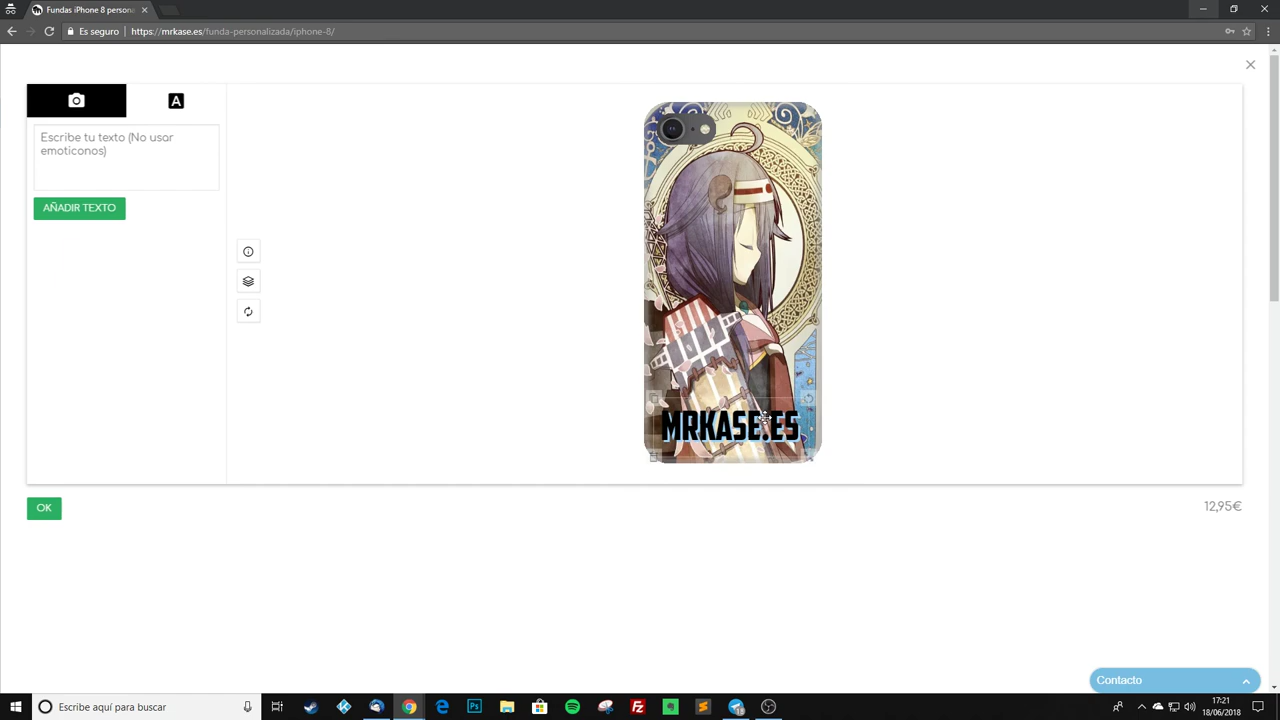 Fundas iPhone 8 persona
Es seguro
https://mrkase.es/funda-personalizada/iphone-8/
A
Escribe tu texto (No usar
emoticonos)
AÑADIR TEXTO
MRKASE.ES
OK
12,95€
Contacto
Escribe aquí para buscar
17:21
18/06/2018